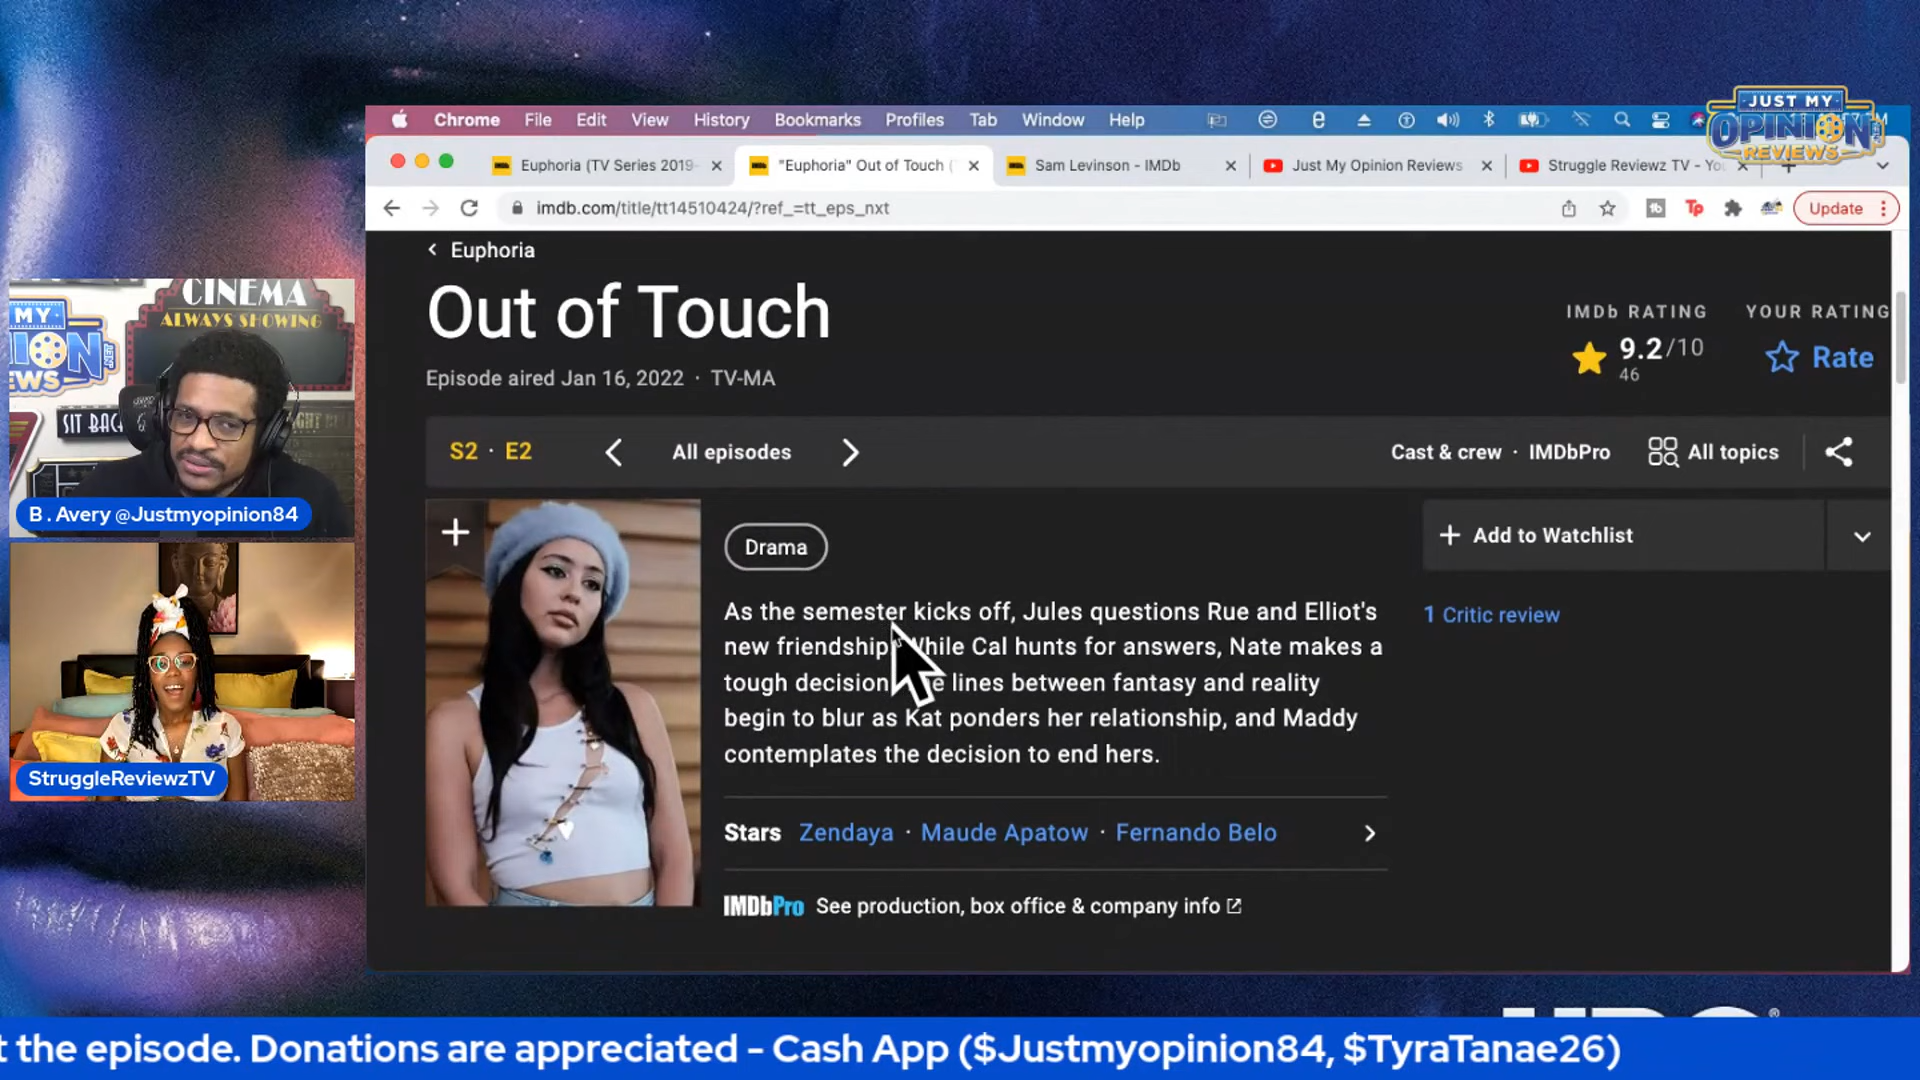 Chrome File Edit View History Bookmarks Profiles Tab Window Help
JUST MY
OPINION
REVIEWS
Euphoria (TV Series 2019-
"Euphoria" Out of Touch (
Sam Levinson - IMDb
Just My Opinion Reviews
Struggle Reviewz TV - Yo
imdb.com/title/tt14510424/?ref_=tt_eps_nxt
Update
Euphoria
Out of Touch
Episode aired Jan 16, 2022 · TV-MA
IMDb RATING
9.2/10
46
YOUR RATING
Rate
S2 · E2
All episodes
Cast & crew · IMDbPro
All topics
Drama
As the semester kicks off, Jules questions Rue and Elliot's
new friendship While Cal hunts for answers, Nate makes a
tough decision lines between fantasy and reality
begin to blur as Kat ponders her relationship, and Maddy
contemplates the decision to end hers.
Add to Watchlist
1 Critic review
Stars Zendaya · Maude Apatow · Fernando Belo
IMDbPro See production, box office & company info
CINEMA
ALWAYS SHOWING
MY
ION
EWS
SIT BACK
B . Avery @Justmyopinion84
StruggleReviewzTV
t the episode. Donations are appreciated - Cash App ($Justmyopinion84, $TyraTanae26)